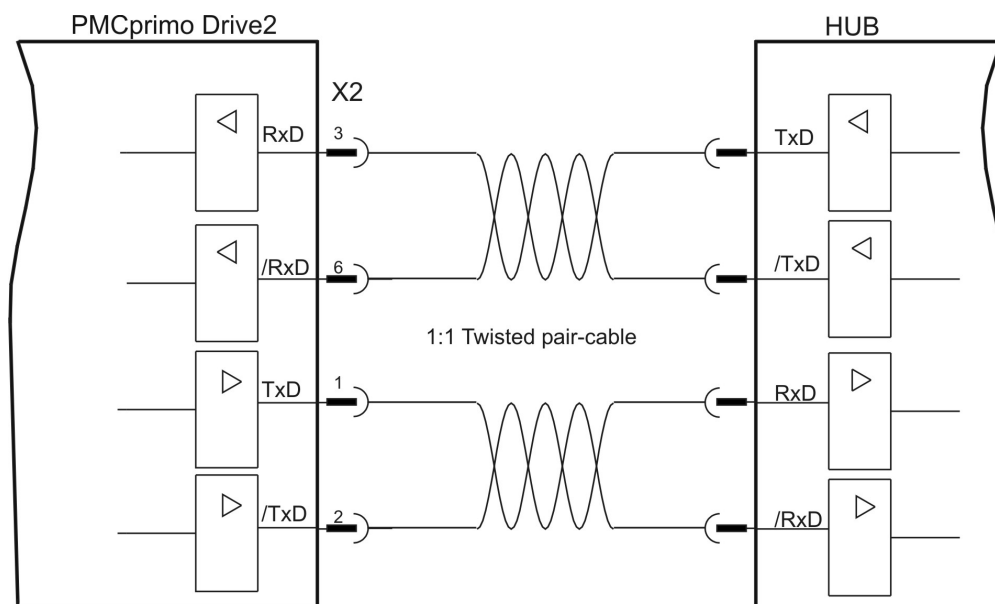 PMCprimo Drive2
HUB
X2
RxD 3 TxD
/RxD 6 /TxD
1:1 Twisted pair-cable
TxD 1 RxD
/TxD 2 /RxD